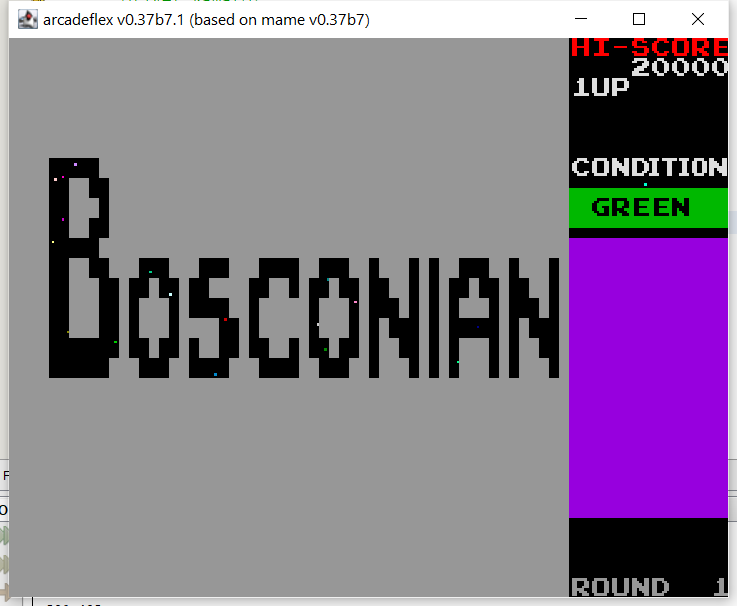 arcadeflex v0.37b7.1 (based on mame v0.37b7)
HI-SCORE
20000
1UP
CONDITION
GREEN
BOSCONIAN
ROUND 1